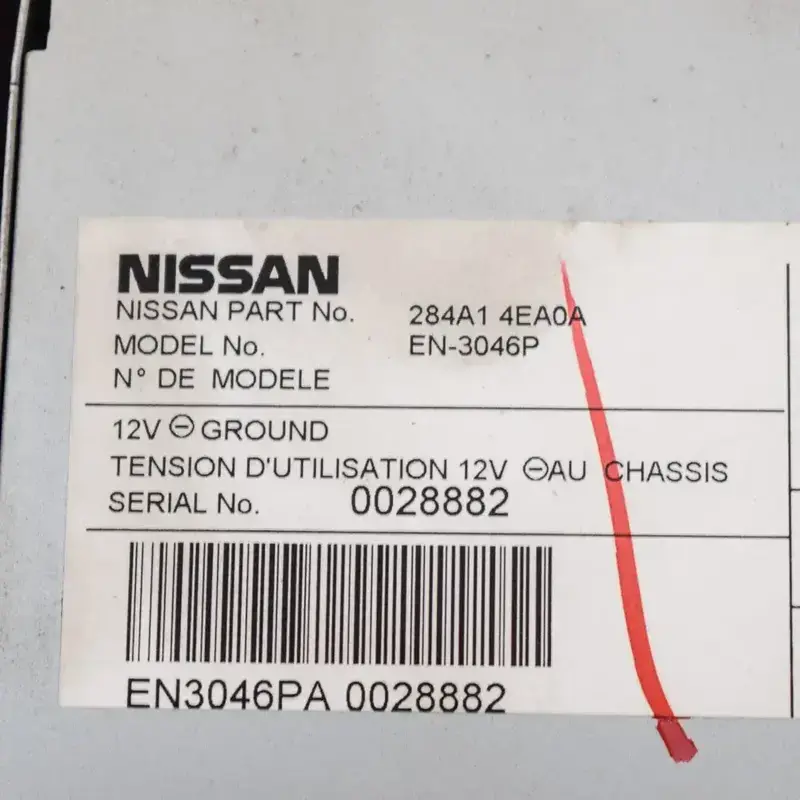 NISSAN
NISSAN PART No. 284A1 4EA0A
MODEL No. EN-3046P
N° DE MODELE
12V ⊖ GROUND
TENSION D'UTILISATION 12V ⊖AU CHASSIS
SERIAL No. 0028882
EN3046PA 0028882